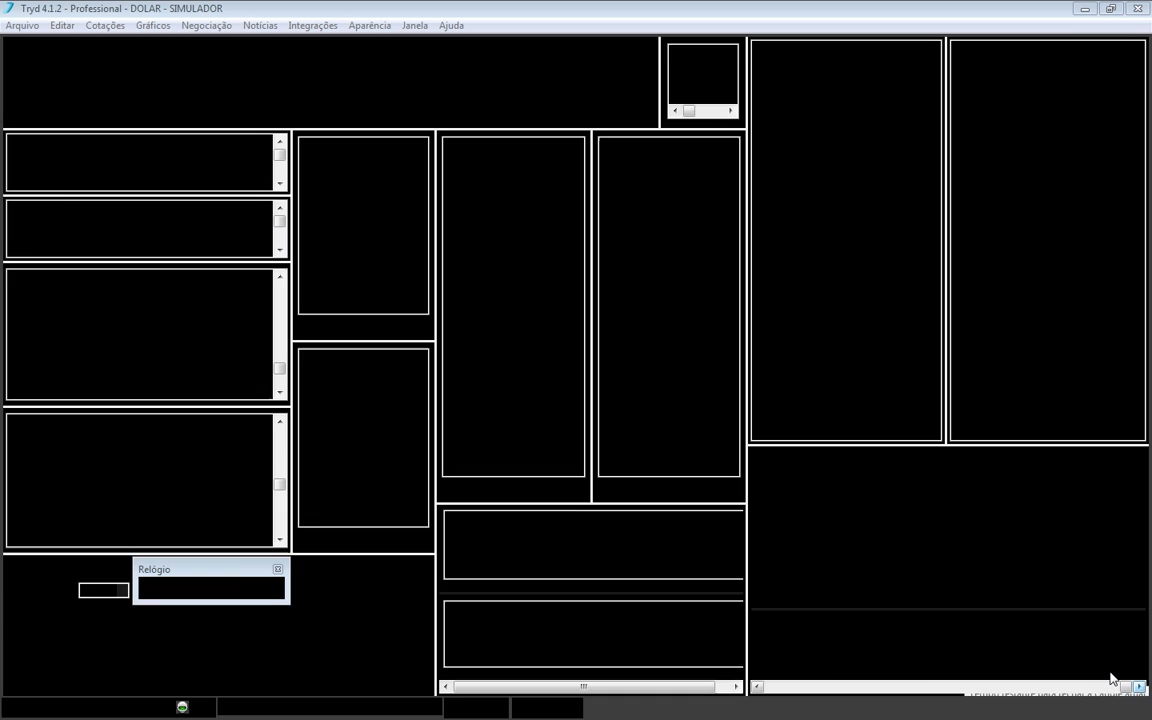 Tryd 4.1.2 - Professional - DOLAR - SIMULADOR
Arquivo Editar Cotações Gráficos Negociação Notícias Integrações Aparência Janela Ajuda
Relógio